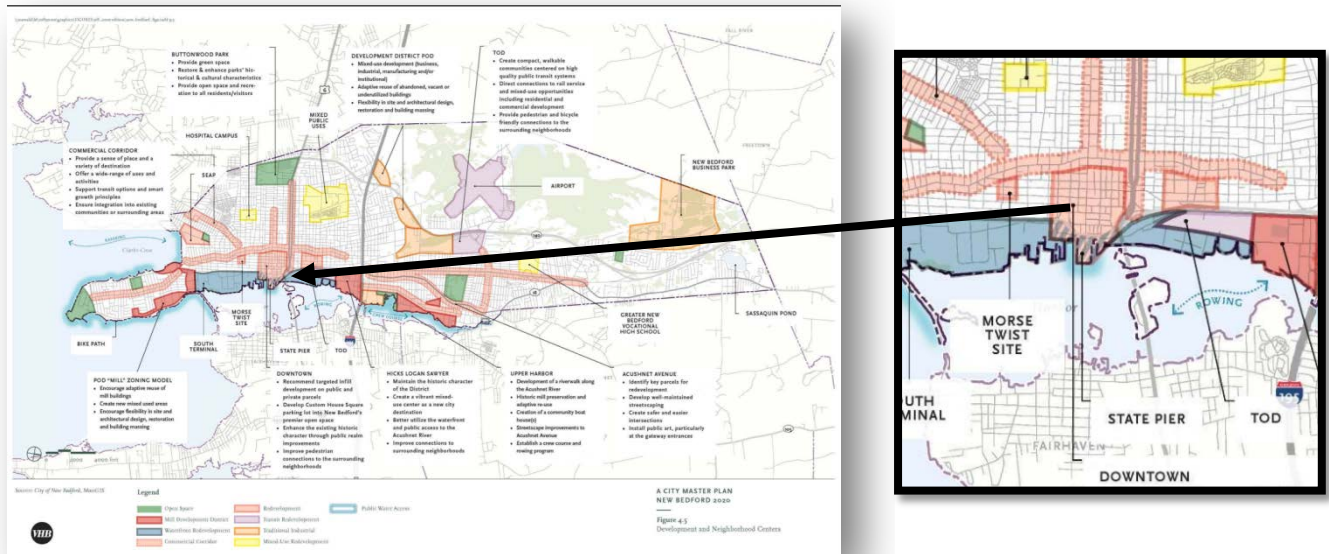 BUTTONWOOD PARK
• Provide green space
• Restore & enhance parks' his-
torical & cultural characteristics
• Provide open space and recre-
ation to all residents/visitors
DEVELOPMENT DISTRICT POD
• Mixed-use development (business,
industrial, manufacturing and/or
institutional)
• Adaptive reuse of abandoned, vacant or
underutilized buildings
• Flexibility in site and architectural design,
restoration and building massing
TOD
• Create compact, walkable
communities centered on high
quality public transit systems
• Direct connections to rail service
and mixed-use opportunities
including residential and
commercial development
• Provide pedestrian and bicycle
friendly connections to the
surrounding neighborhoods
FALL RIVER
MIXED
PUBLIC
USES
HOSPITAL CAMPUS
FREETOWN
COMMERCIAL CORRIDOR
• Provide a sense of place and a
variety of destination
• Offer a wide-range of uses and
activities
• Support transit options and smart
growth principles
• Ensure integration into existing
communities or surrounding areas
SEAP
AIRPORT
NEW BEDFORD
BUSINESS PARK
Clarks Cove
ROWING
BIKE PATH
SOUTH
TERMINAL
MORSE
TWIST
SITE
STATE PIER
TOD
GREATER NEW
BEDFORD
VOCATIONAL
HIGH SCHOOL
SASSAQUIN POND
POD "MILL" ZONING MODEL
• Encourage adaptive reuse of
mill buildings
• Create new mixed used areas
• Encourage flexibility in site and
architectural design, restoration
and building massing
DOWNTOWN
• Recommend targeted infill
development on public and
private parcels
• Develop Custom House Square
parking lot into New Bedford's
premier open space
• Enhance the existing historic
character through public realm
improvements
• Improve pedestrian
connections to the surrounding
neighborhoods
HICKS LOGAN SAWYER
• Maintain the historic character
of the District
• Create a vibrant mixed-
use center as a new city
destination
• Better utilize the waterfront
and public access to the
Acushnet River
• Improve connections to
surrounding neighborhoods
UPPER HARBOR
• Development of a riverwalk along
the Acushnet River
• Historic mill preservation and
adaptive re-use
• Creation of a community boat
house(s)
• Streetscape improvements to
Acushnet Avenue
• Establish a crew course and
rowing program
ACUSHNET AVENUE
• Identify key parcels for
redevelopment
• Develop well-maintained
streetscaping
• Create safer and easier
intersections
• Install public art, particularly
at the gateway entrances
Source: City of New Bedford, MassGIS
VHB
Legend
Open Space
Mill Development District
Waterfront Redevelopment
Commercial Corridor
Redevelopment
Transit Redevelopment
Traditional Industrial
Mixed-Use Redevelopment
Public Water Access
A CITY MASTER PLAN
NEW BEDFORD 2020
Figure 4.5
Development and Neighborhood Centers
MORSE
TWIST
SITE
ROWING
UTH
MINAL
STATE PIER
TOD
195
FAIRHAVEN
DOWNTOWN